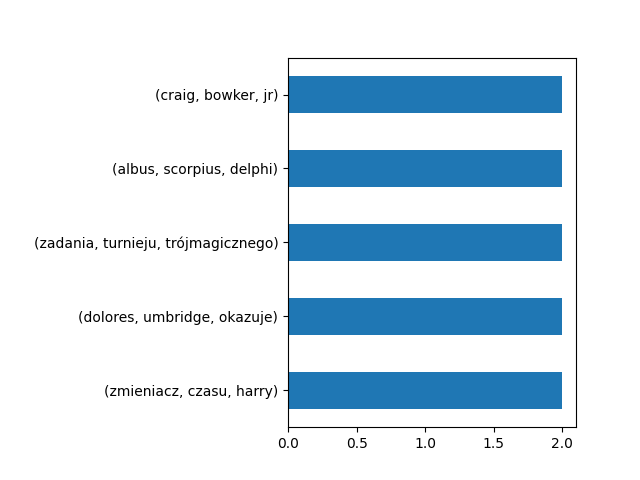 (craig, bowker, jr)
(albus, scorpius, delphi)
(zadania, turnieju, trójmagicznego)
(dolores, umbridge, okazuje)
(zmieniacz, czasu, harry)
0.0 0.5 1.0 1.5 2.0